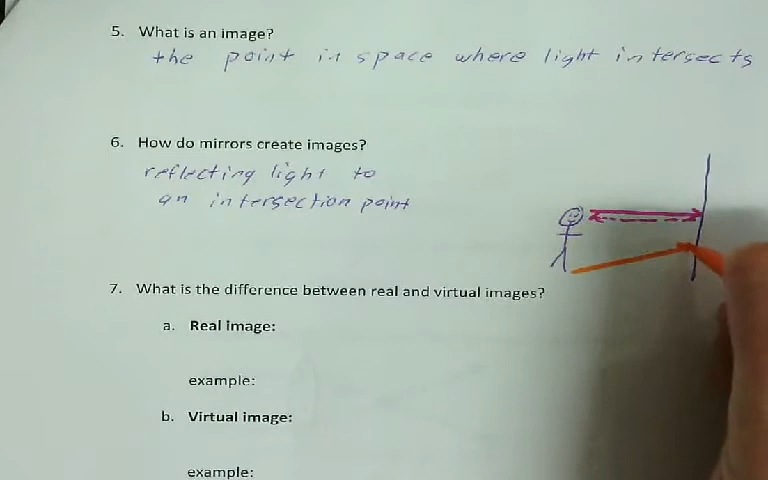 5. What is an image?
the point in space where light intersects
6. How do mirrors create images?
reflecting light to
an intersection point
7. What is the difference between real and virtual images?
a. Real image:
example:
b. Virtual image:
example: